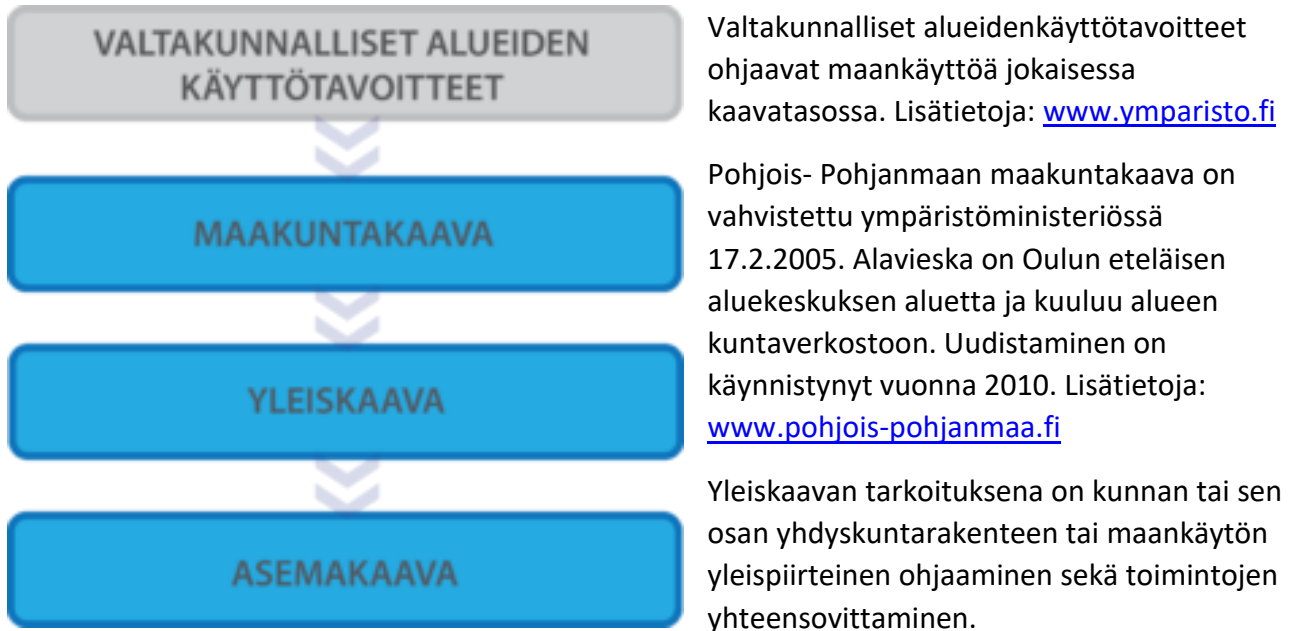 VALTAKUNNALLISET ALUEIDEN
KÄYTTÖTAVOITTEET
MAAKUNTAKAAVA
YLEISKAAVA
ASEMAKAAVA
Valtakunnalliset alueidenkäyttötavoitteet
ohjaavat maankäyttöä jokaisessa
kaavatasossa. Lisätietoja: www.ymparisto.fi
Pohjois- Pohjanmaan maakuntakaava on
vahvistettu ympäristöministeriössä
17.2.2005. Alavieska on Oulun eteläisen
aluekeskuksen aluetta ja kuuluu alueen
kuntaverkostoon. Uudistaminen on
käynnistynyt vuonna 2010. Lisätietoja:
www.pohjois-pohjanmaa.fi
Yleiskaavan tarkoituksena on kunnan tai sen
osan yhdyskuntarakenteen tai maankäytön
yleispiirteinen ohjaaminen sekä toimintojen
yhteensovittaminen.